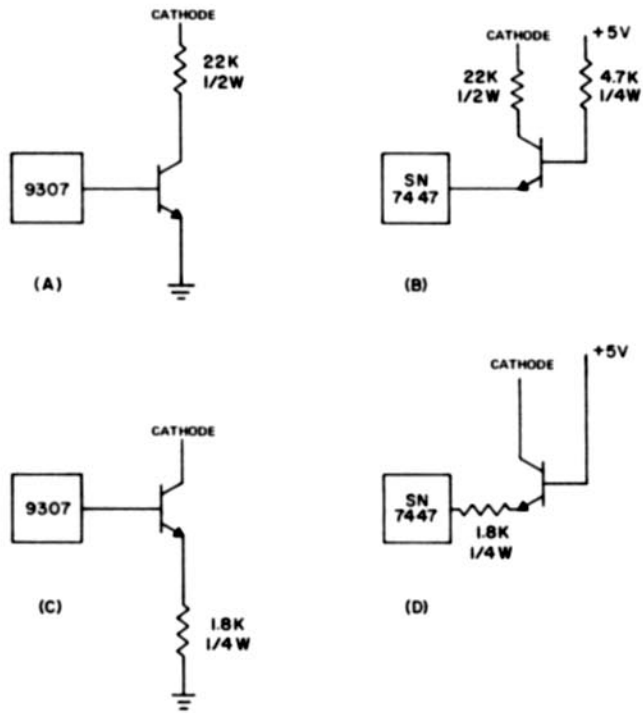 CATHODE
22K
1/2W
9307
(A)
CATHODE
+5V
22K
1/2W
4.7K
1/4W
SN
7447
(B)
CATHODE
9307
1.8K
1/4W
(C)
CATHODE
+5V
SN
7447
1.8K
1/4W
(D)